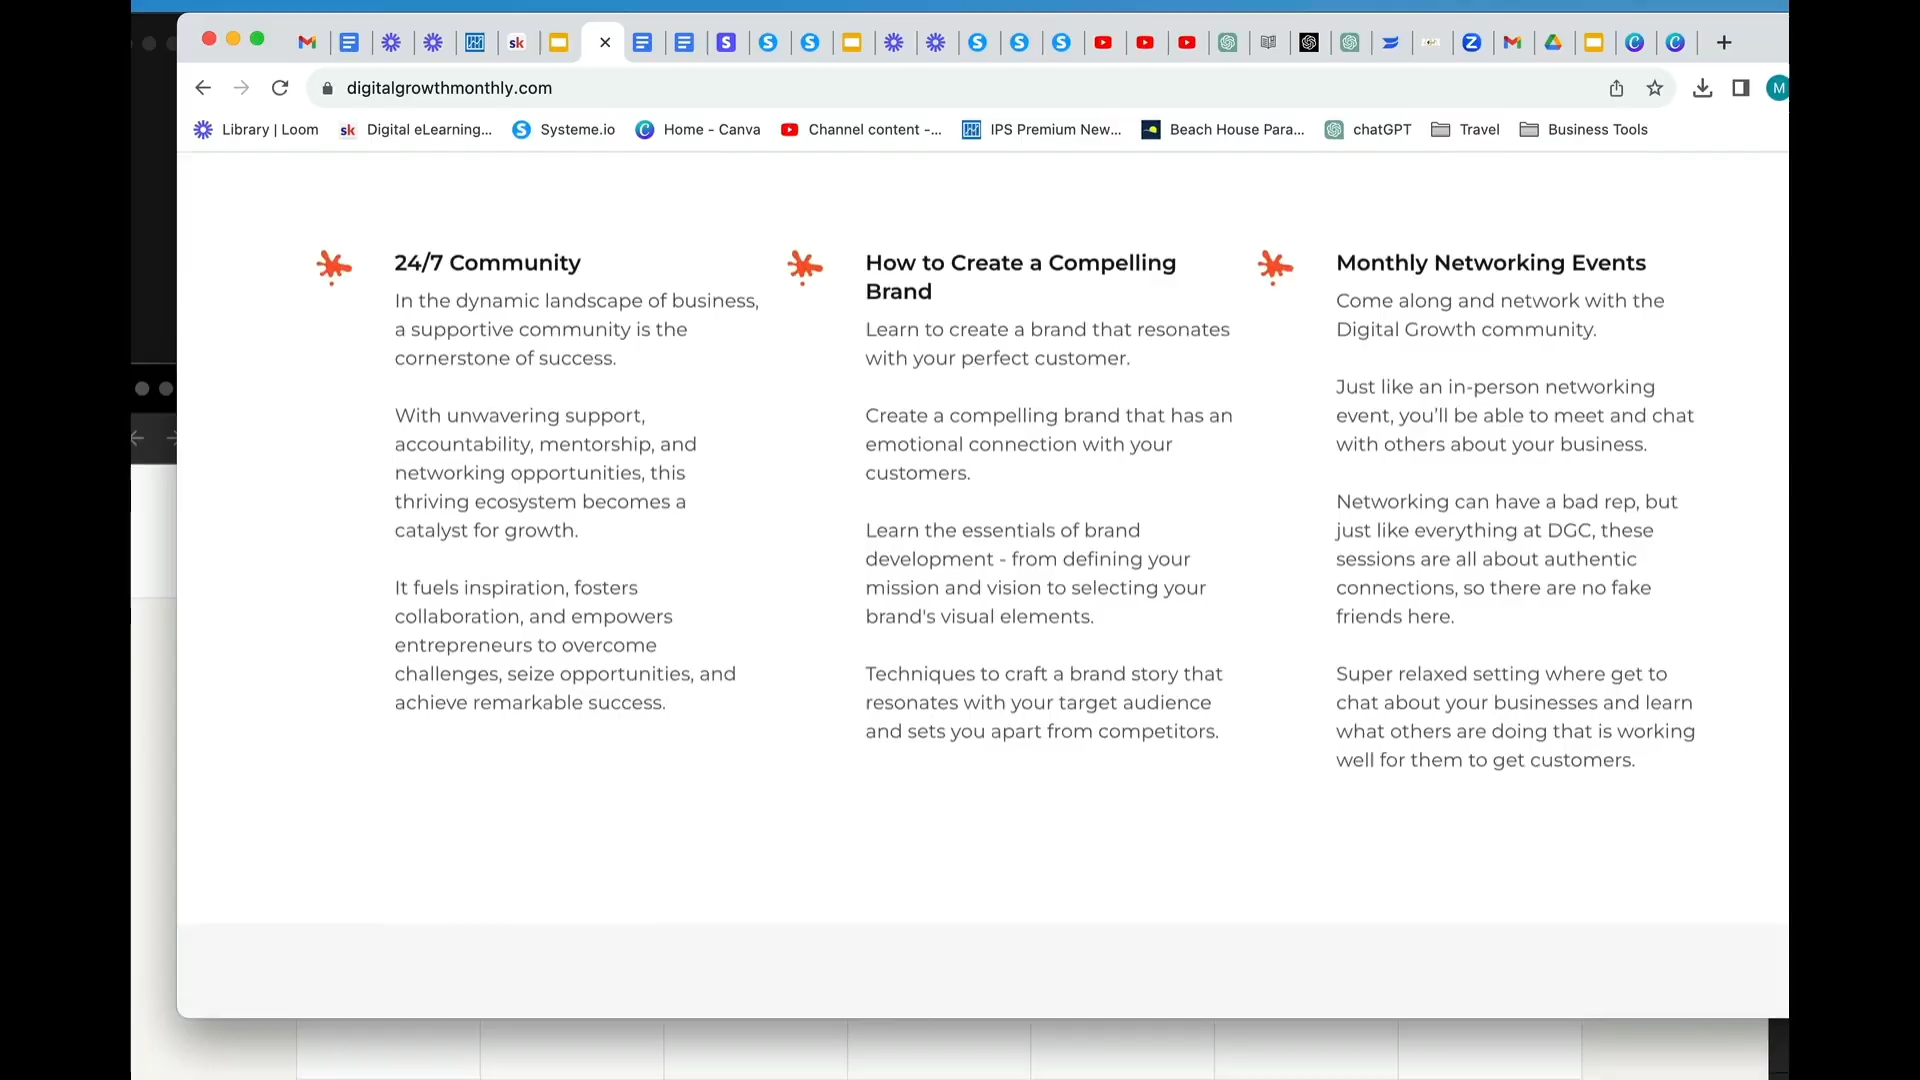 sk
digitalgrowthmonthly.com
M
Library | Loom
sk
Digital eLearning...
Systeme.io
Home - Canva
Channel content -...
IPS Premium New...
Beach House Para...
chatGPT
Travel
Business Tools
24/7 Community
In the dynamic landscape of business,
a supportive community is the
cornerstone of success.
With unwavering support,
accountability, mentorship, and
networking opportunities, this
thriving ecosystem becomes a
catalyst for growth.
It fuels inspiration, fosters
collaboration, and empowers
entrepreneurs to overcome
challenges, seize opportunities, and
achieve remarkable success.
How to Create a Compelling
Brand
Learn to create a brand that resonates
with your perfect customer.
Create a compelling brand that has an
emotional connection with your
customers.
Learn the essentials of brand
development - from defining your
mission and vision to selecting your
brand's visual elements.
Techniques to craft a brand story that
resonates with your target audience
and sets you apart from competitors.
Monthly Networking Events
Come along and network with the
Digital Growth community.
Just like an in-person networking
event, you’ll be able to meet and chat
with others about your business.
Networking can have a bad rep, but
just like everything at DGC, these
sessions are all about authentic
connections, so there are no fake
friends here.
Super relaxed setting where get to
chat about your businesses and learn
what others are doing that is working
well for them to get customers.